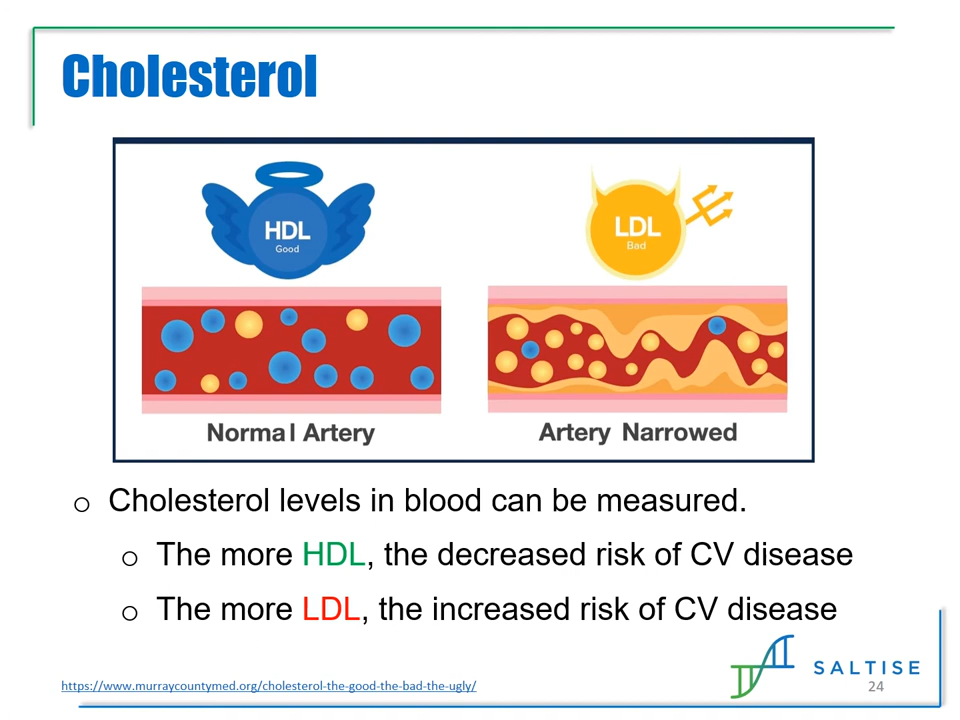 Cholesterol
HDL
Good
LDL
Bad
Normal Artery
Artery Narrowed
o Cholesterol levels in blood can be measured.
o The more HDL, the decreased risk of CV disease
o The more LDL, the increased risk of CV disease
https://www.murraycountymed.org/cholesterol-the-good-the-bad-the-ugly/
SALTISE
24